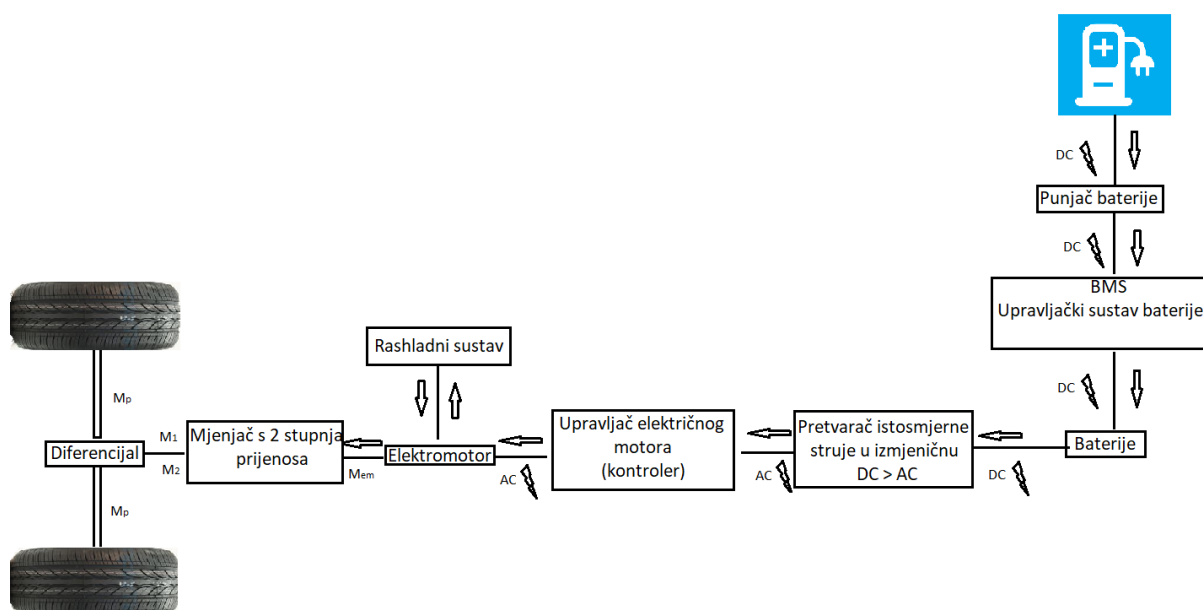 DC
Punjač baterije
DC
BMS
Upravljački sustav baterije
DC
Rashladni sustav
Mp
M1
M2
Diferencijal
Mjenjač s 2 stupnja
prijenosa
Mem
Elektromotor
AC
Upravljač električnog
motora
(kontroler)
AC
Pretvarač istosmjerne
struje u izmjeničnu
DC > AC
DC
Baterije
Mp